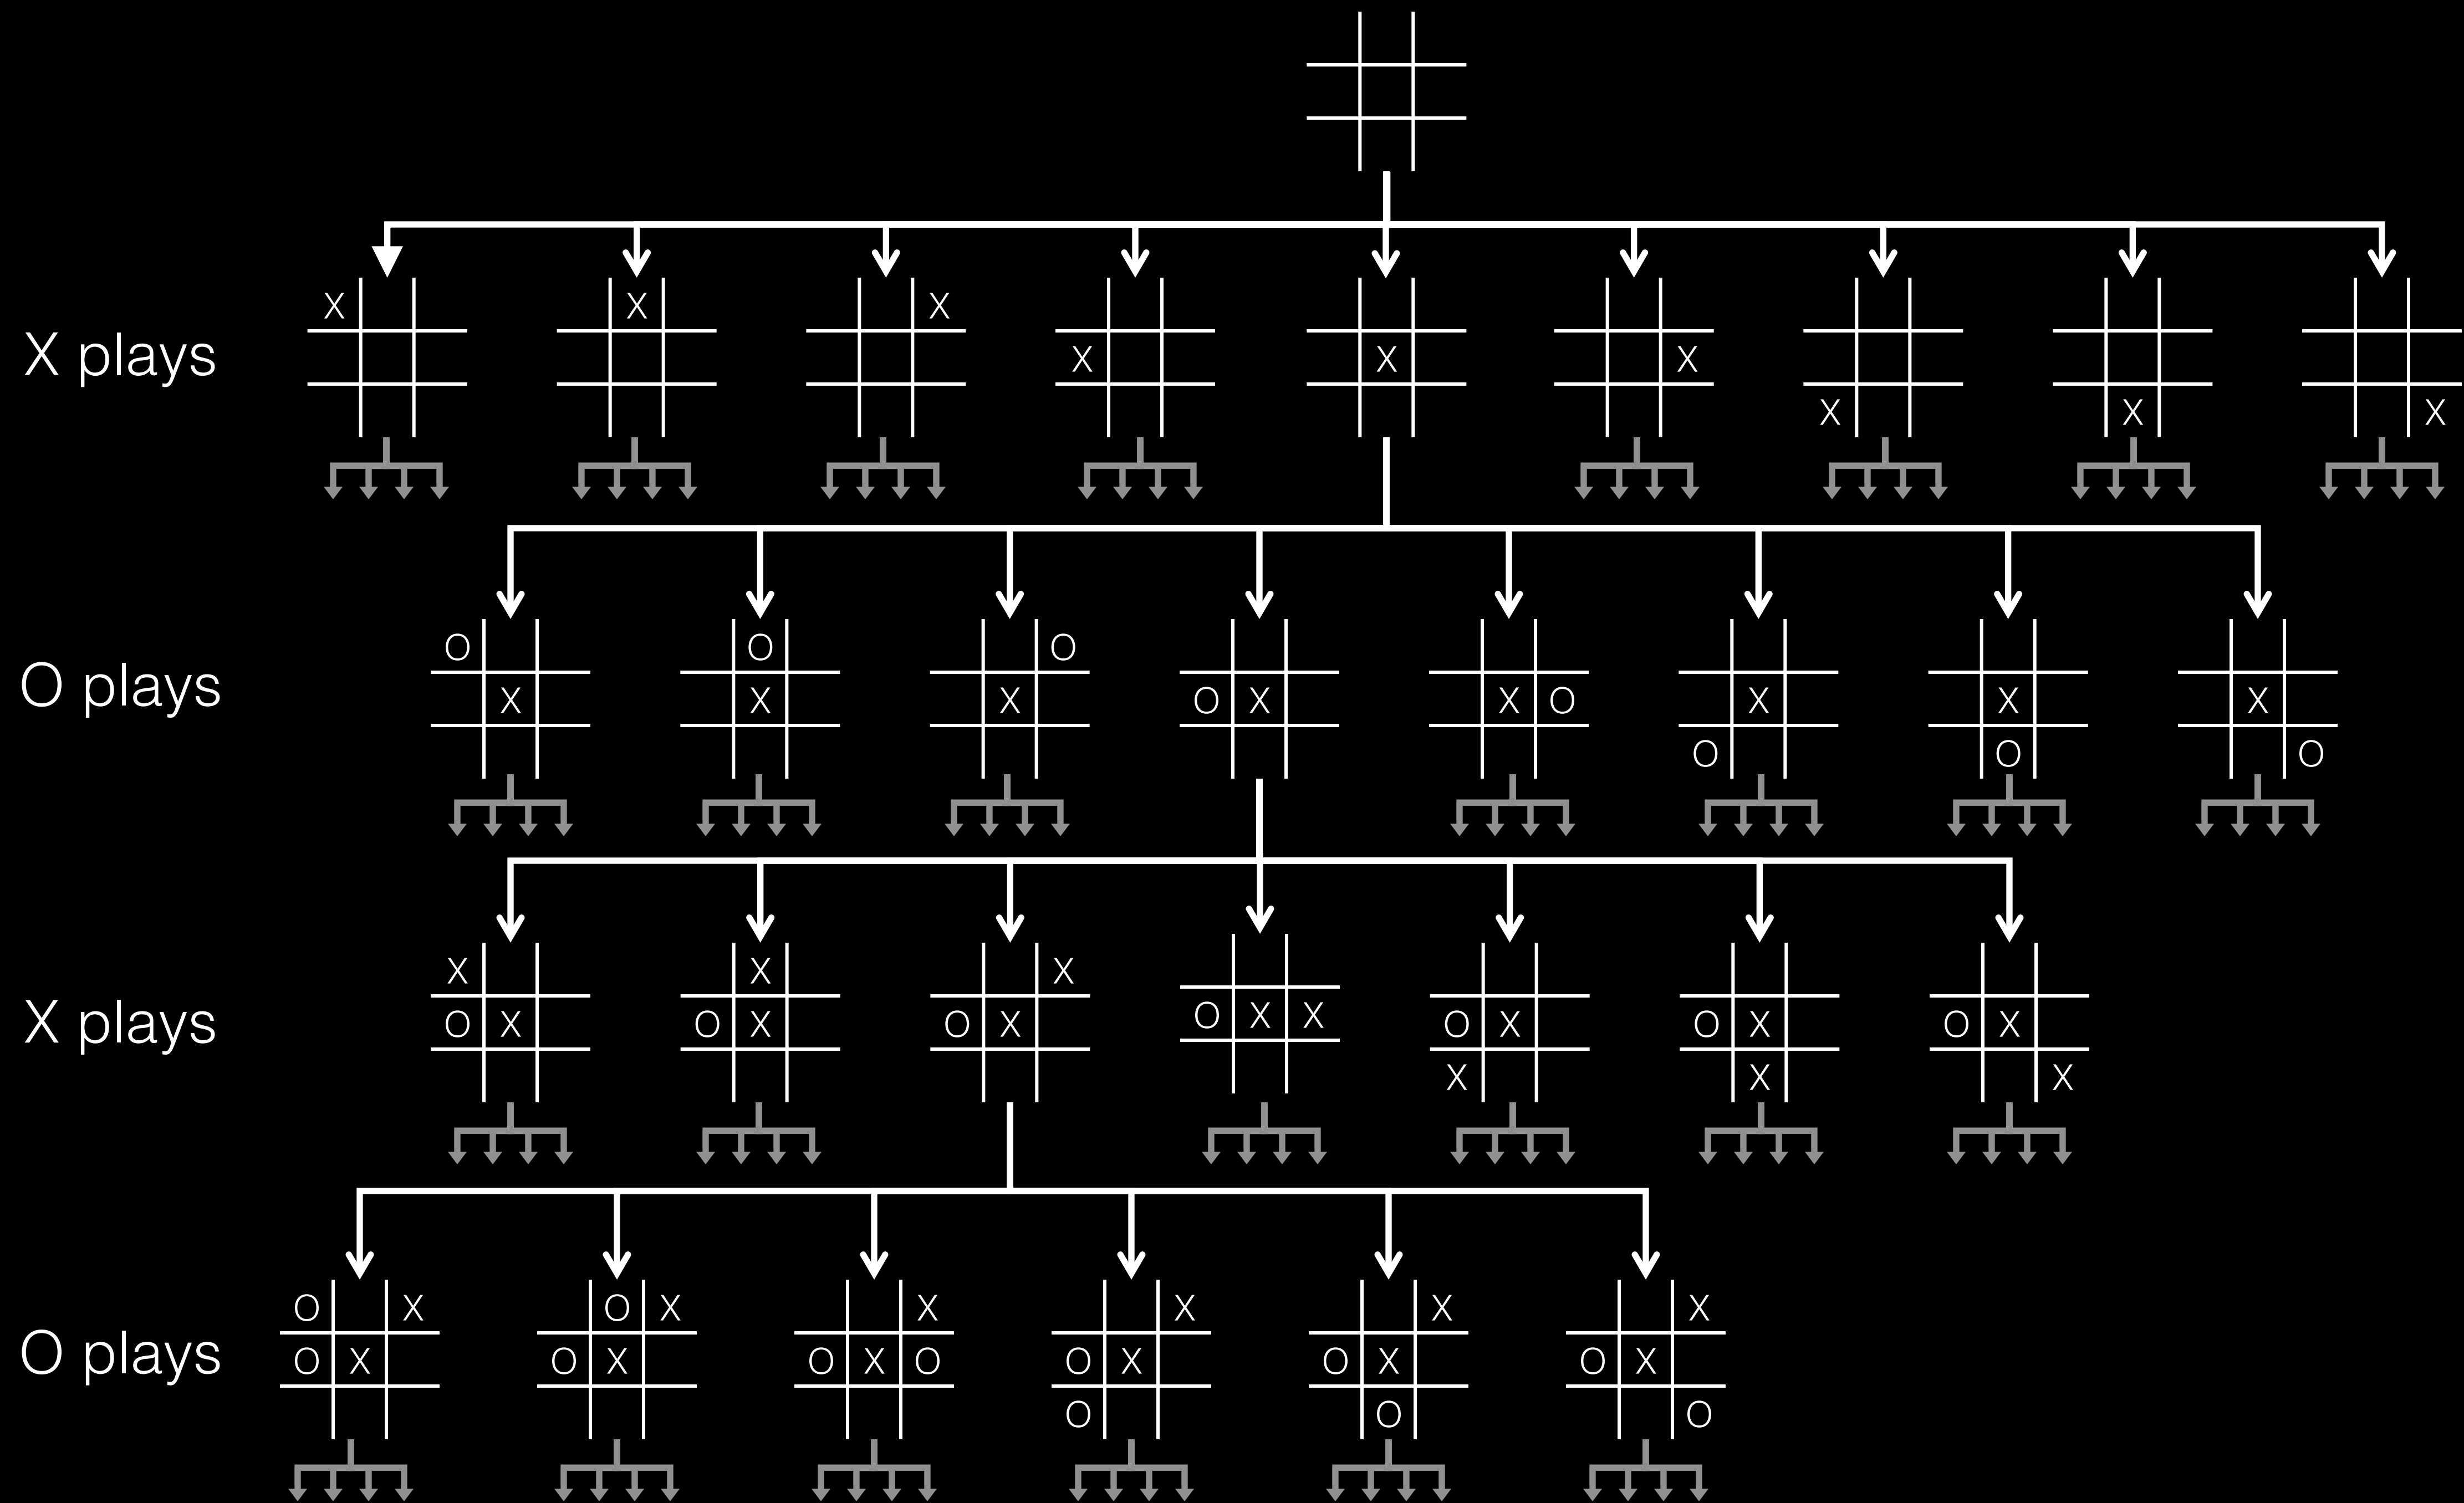 X X X
X plays X X X
X X X
O O O
O plays X X X O X X O X X X
O O O
X X X
O X X
X plays O X O X O X O X O X O X
X X X
O X O X X X X X
O plays O X O X O X O O X O X O X
O O O